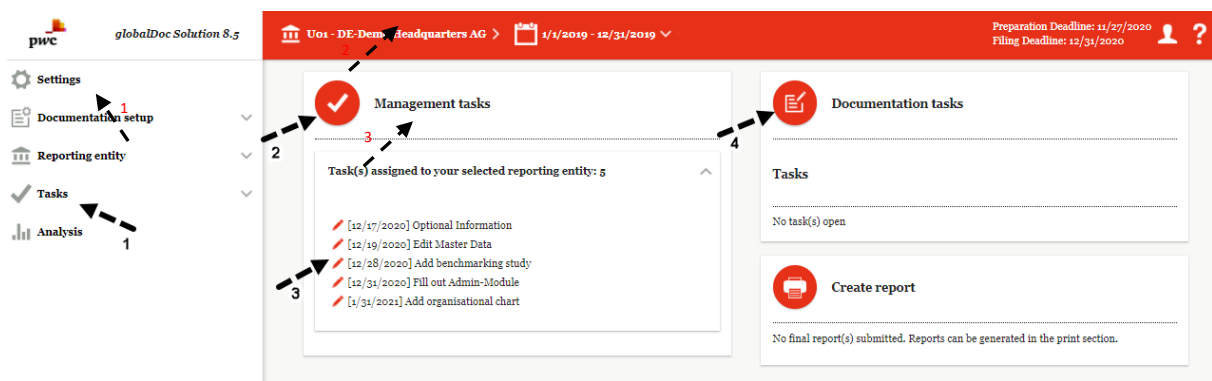 pwc
globalDoc Solution 8.5
U01 - DE-Demo Headquarters AG > 1/1/2019 - 12/31/2019
Preparation Deadline: 11/27/2020
Filing Deadline: 12/31/2020
?
Settings
Documentation setup
Reporting entity
Tasks
Analysis
1
1
2
Management tasks
2
3
Task(s) assigned to your selected reporting entity: 5
[12/17/2020] Optional Information
[12/19/2020] Edit Master Data
[12/28/2020] Add benchmarking study
[12/31/2020] Fill out Admin-Module
[1/31/2021] Add organisational chart
3
4
Documentation tasks
Tasks
No task(s) open
Create report
No final report(s) submitted. Reports can be generated in the print section.